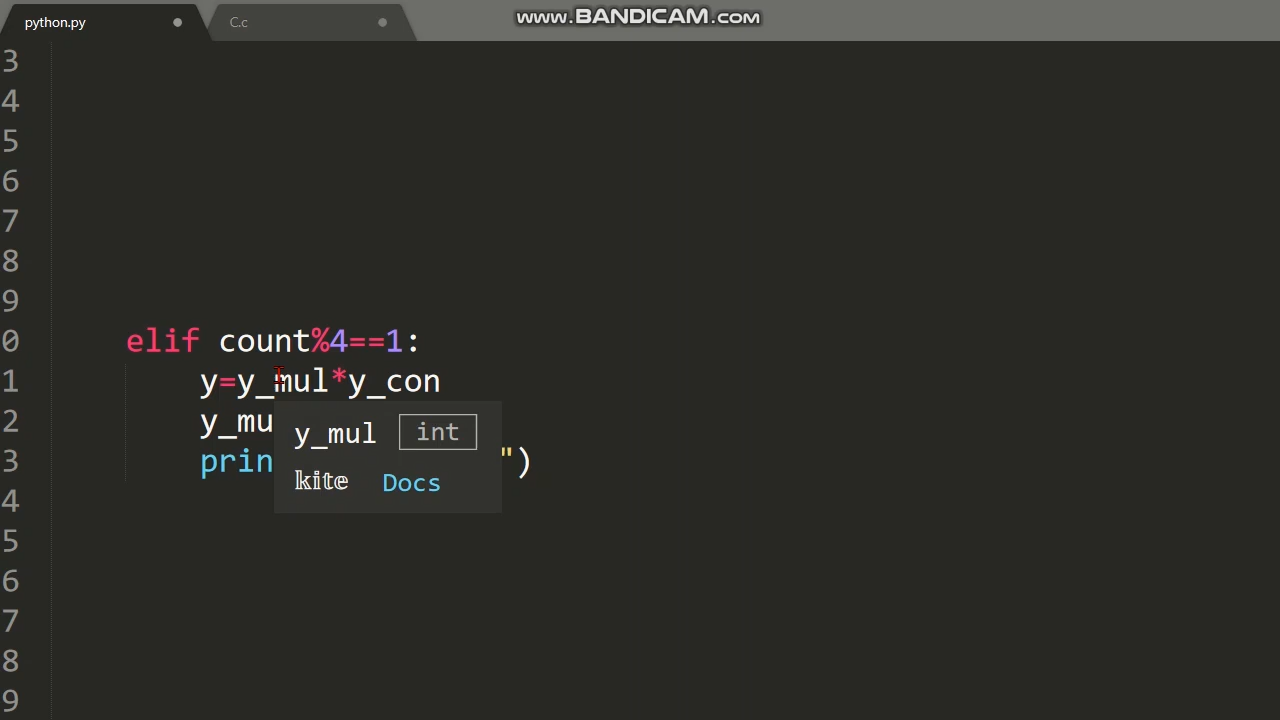 python.py
C.c
www.BANDICAM.com
3
4
5
6
7
8
9
0 elif count%4==1:
1 y=y_mul*y_con
2 y_mu
3 prin ")
y_mul int
kite Docs
4
5
6
7
8
9